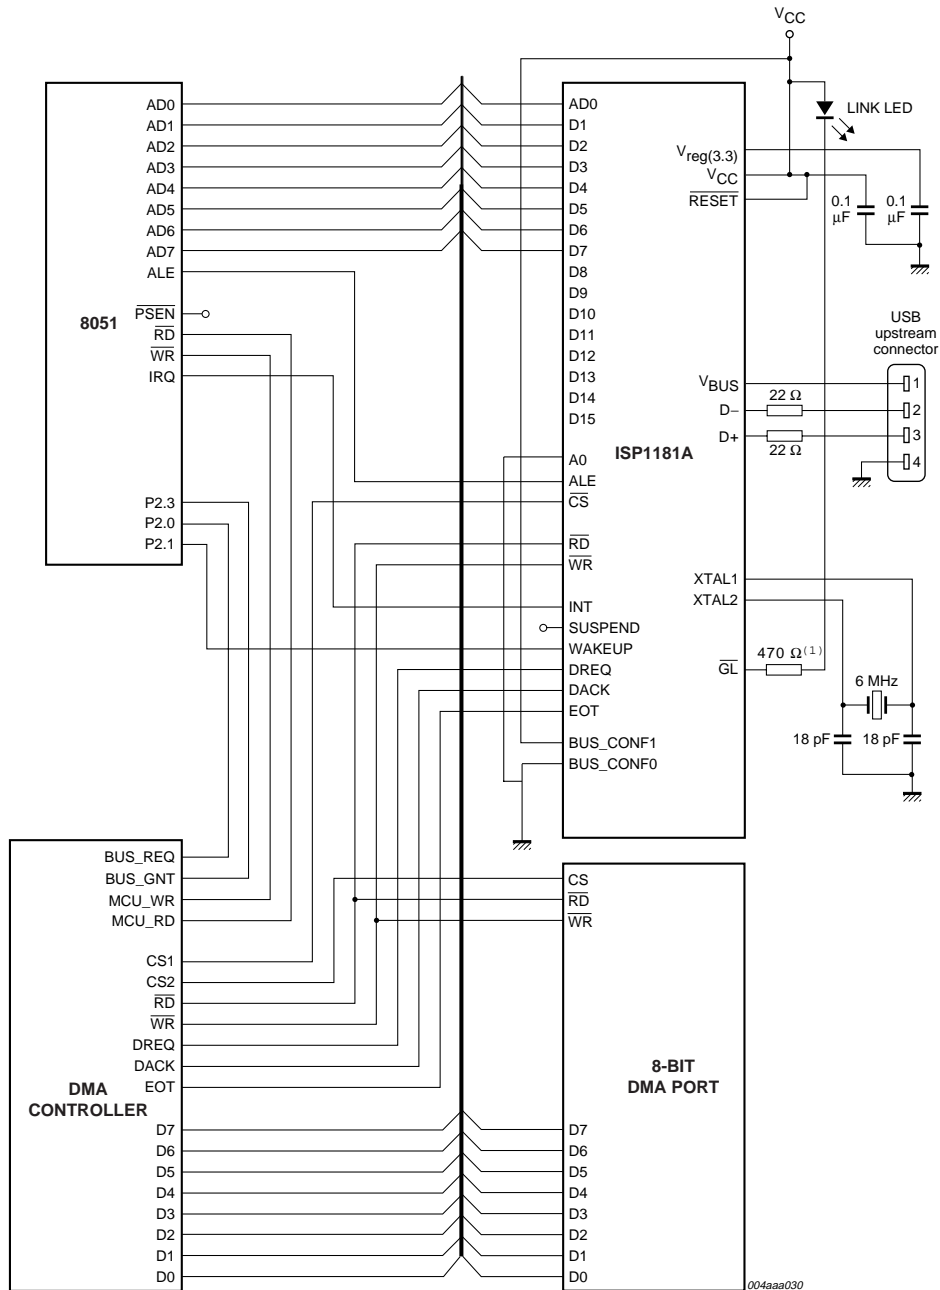 VCC
8051
AD0
AD1
AD2
AD3
AD4
AD5
AD6
AD7
ALE
PSEN
RD
WR
IRQ
P2.3
P2.0
P2.1
ISP1181A
AD0
D1
D2
D3
D4
D5
D6
D7
D8
D9
D10
D11
D12
D13
D14
D15
A0
ALE
CS
RD
WR
INT
SUSPEND
WAKEUP
DREQ
DACK
EOT
BUS_CONF1
BUS_CONF0
Vreg(3.3)
VCC
RESET
VBUS
D−
D+
XTAL1
XTAL2
GL
LINK LED
0.1
µF
0.1
µF
USB
upstream
connector
1
2
3
4
22 Ω
22 Ω
470 Ω(1)
6 MHz
18 pF
18 pF
DMA
CONTROLLER
BUS_REQ
BUS_GNT
MCU_WR
MCU_RD
CS1
CS2
RD
WR
DREQ
DACK
EOT
D7
D6
D5
D4
D3
D2
D1
D0
8-BIT
DMA PORT
CS
RD
WR
D7
D6
D5
D4
D3
D2
D1
D0
004aaa030